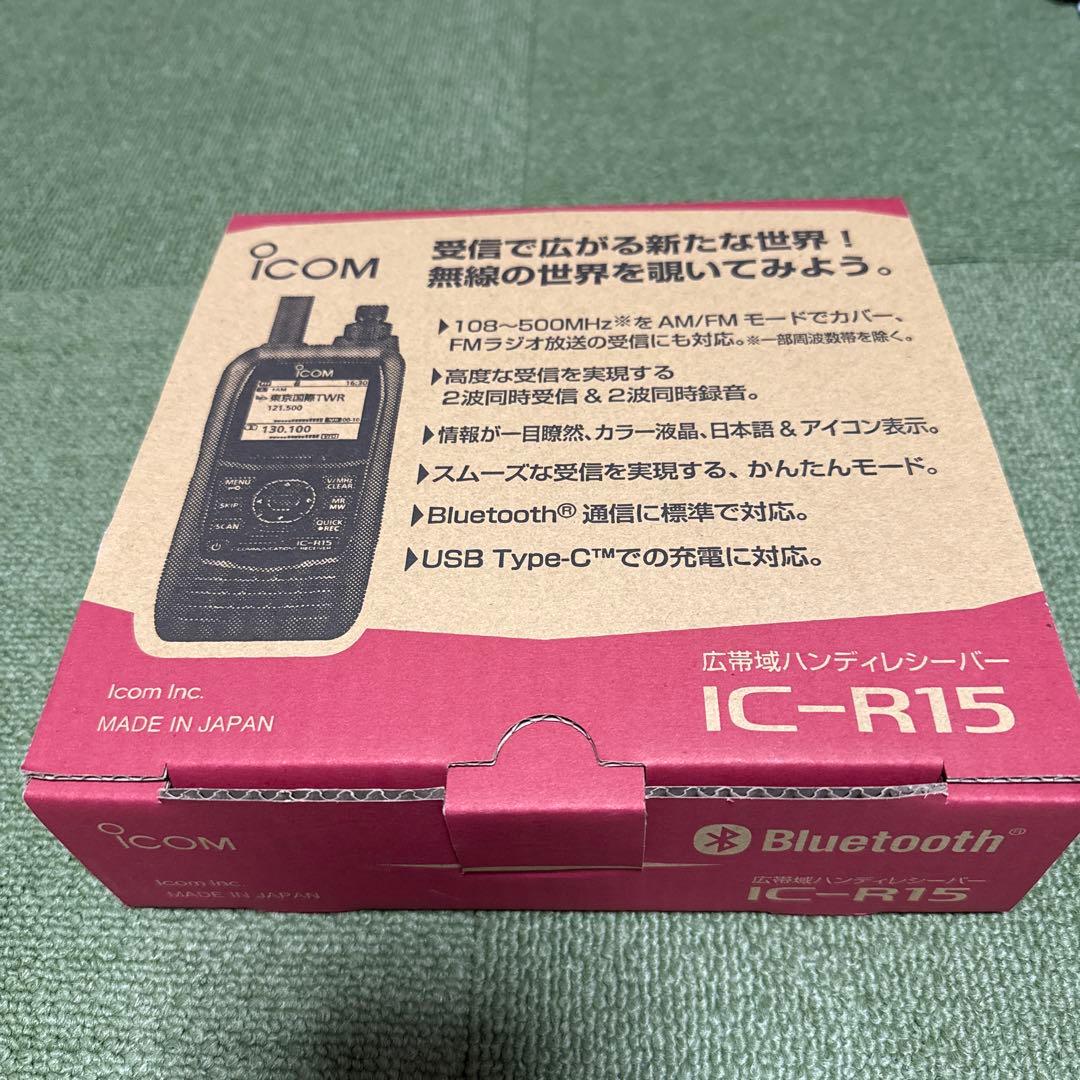 ICOM
受信で広がる新たな世界！
無線の世界を覗いてみよう。
▶108～500MHz※をAM/FMモードでカバー、
FMラジオ放送の受信にも対応。※一部周波数帯を除く。
▶高度な受信を実現する
2波同時受信＆2波同時録音。
▶情報が一目瞭然、カラー液晶、日本語＆アイコン表示。
▶スムーズな受信を実現する、かんたんモード。
▶Bluetooth®通信に標準で対応。
▶USB Type-C™での充電に対応。
ICOM
16:30
東京国際TWR
121.500
130.100
MENU
V/MHz
CLEAR
SKIP
MR
MW
SCAN
QUICK
●REC
IC-R15
COMMUNICATIONS RECEIVER
広帯域ハンディレシーバー
IC-R15
Icom Inc.
MADE IN JAPAN
ICOM
Bluetooth®
Icom Inc.
MADE IN JAPAN
広帯域ハンディレシーバー
IC-R15